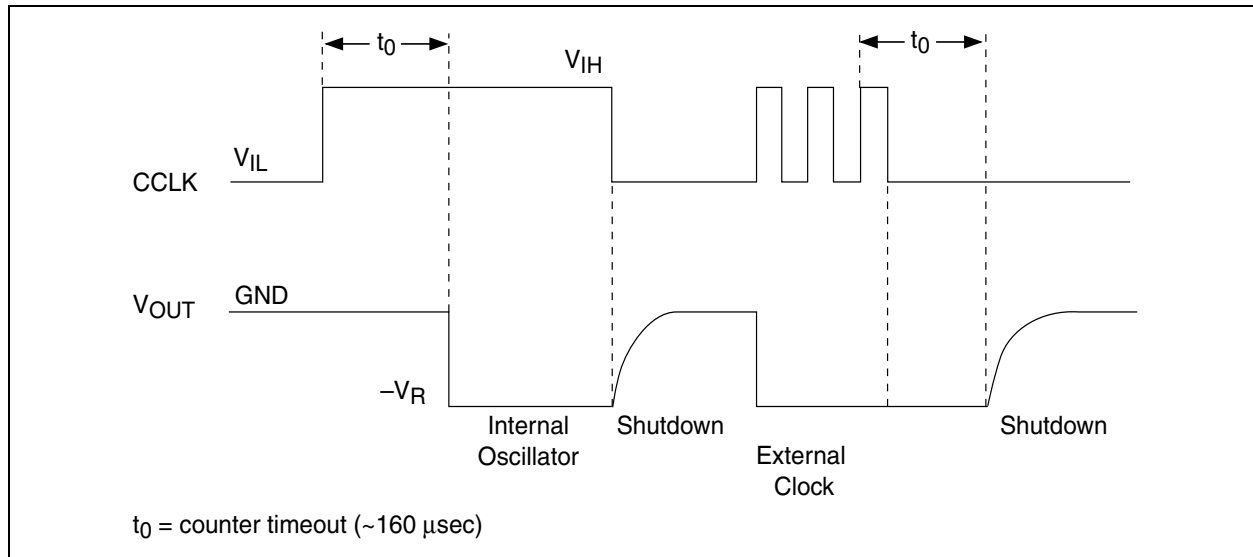 t0
t0
VIH
VIL
CCLK
GND
VOUT
–VR
Internal
Oscillator
Shutdown
External
Clock
Shutdown
t0 = counter timeout (~160 μsec)